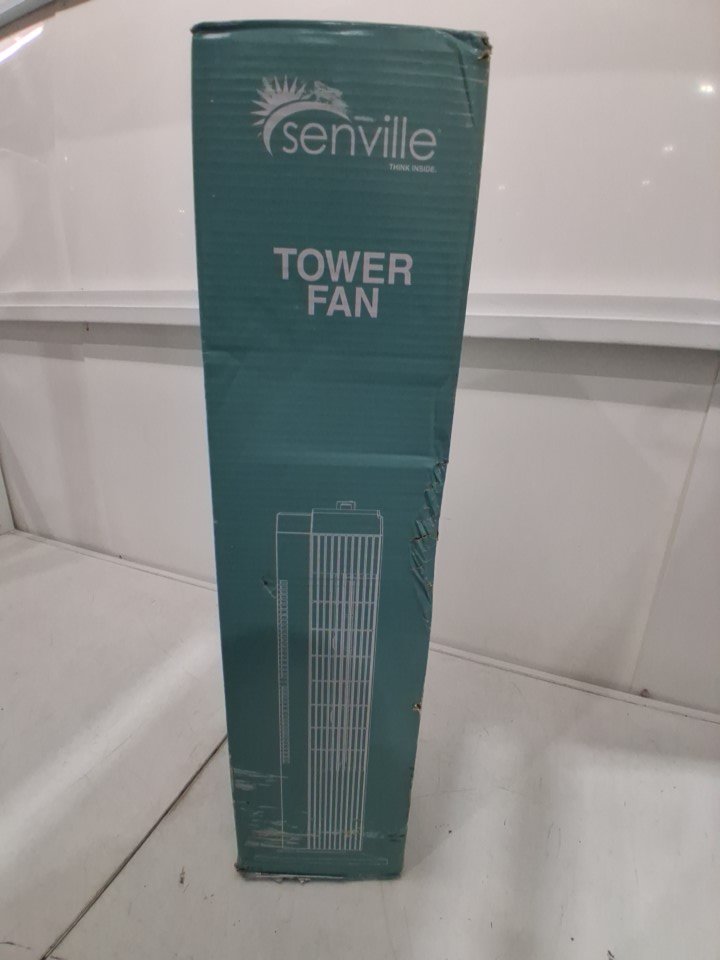 senville
THINK INSIDE.
TOWER
FAN